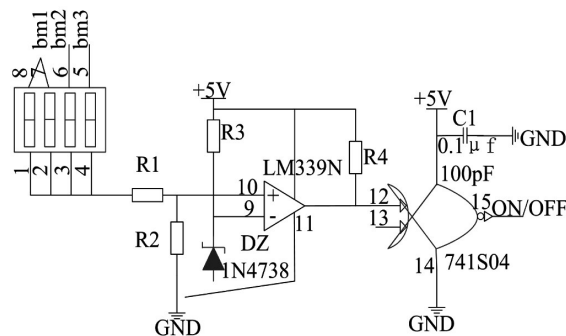 bm1
bm2
bm3
8
7
6
5
1
2
3
4
R1
R2
+5V
R3
LM339N
R4
10
9
+
-
11
DZ
1N4738
GND
+5V
C1
0.1μf
GND
100pF
12
13
15
ON/OFF
14
741S04
GND